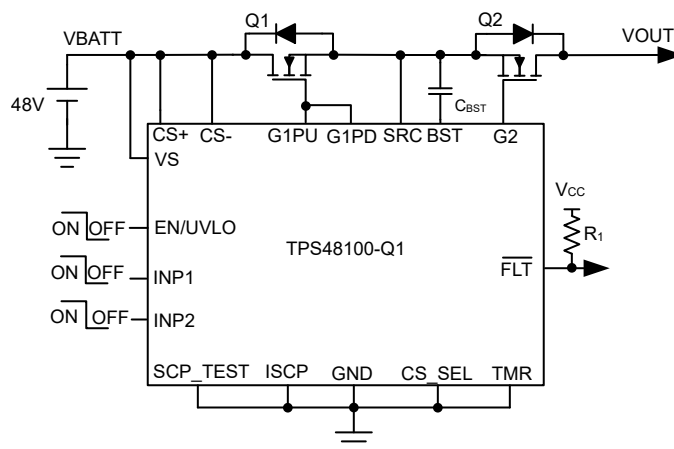 Q1
Q2
VBATT
VOUT
48V
CBST
CS+ CS- G1PU G1PD SRC BST G2
VS
VCC
ON OFF EN/UVLO
R1
TPS48100-Q1
FLT
ON OFF INP1
ON OFF INP2
SCP_TEST ISCP GND CS_SEL TMR